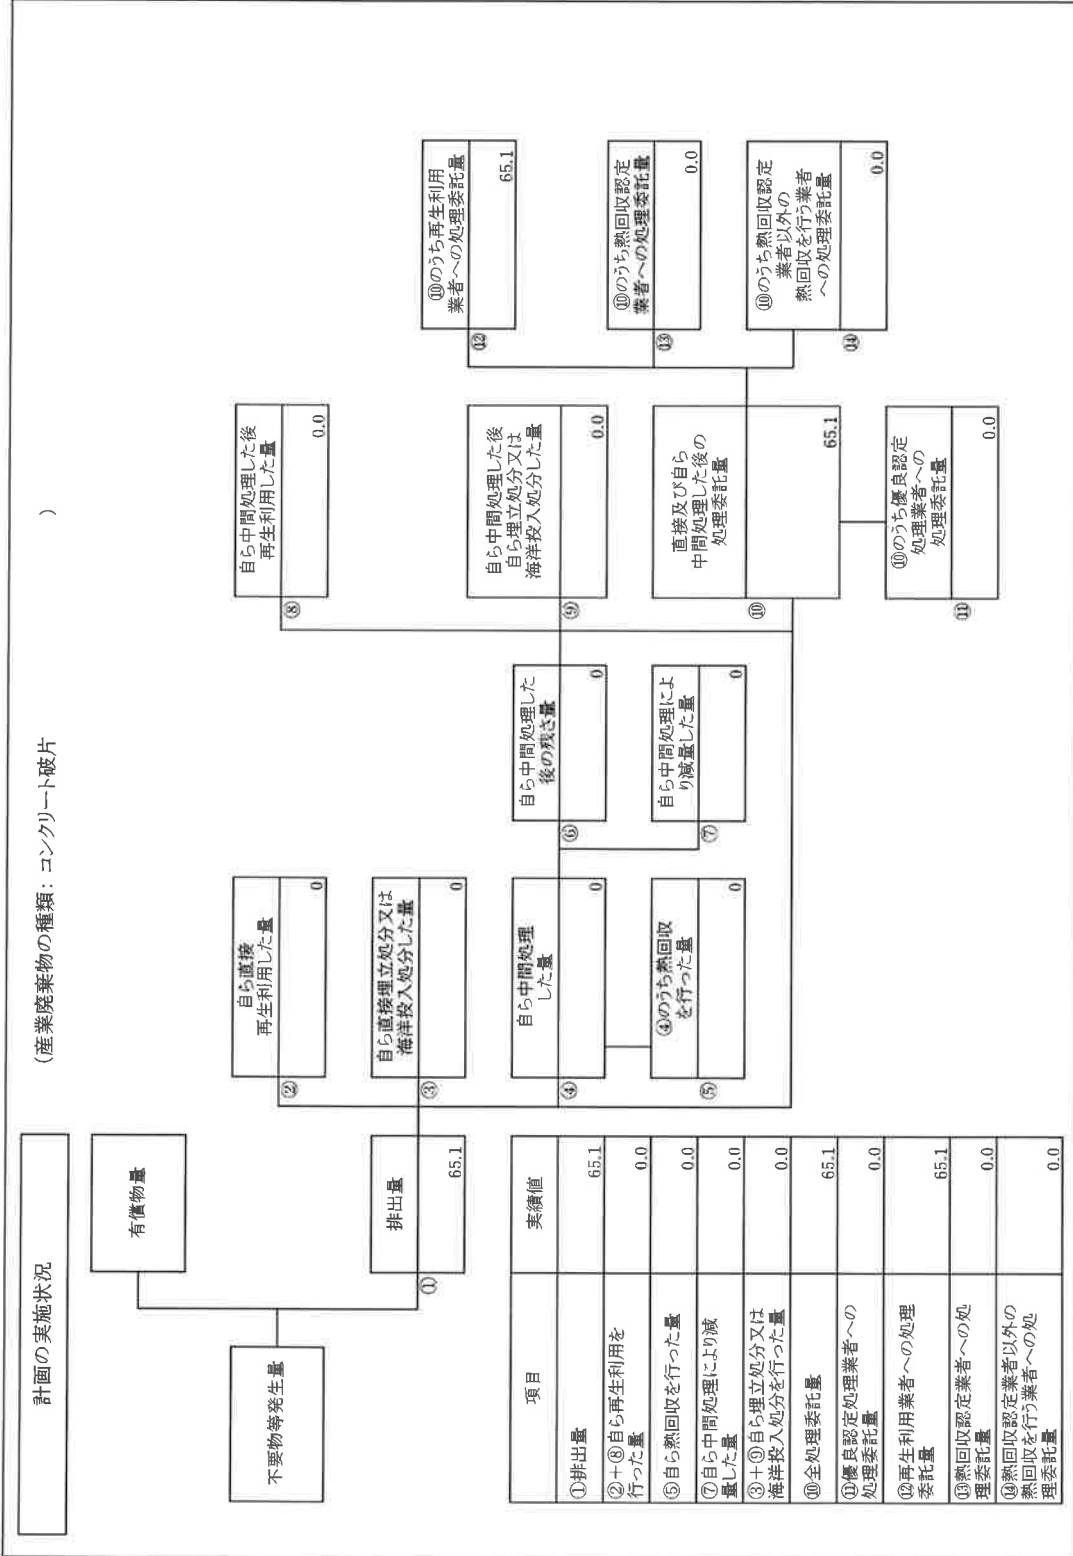 計画の実施状況
(産業廃棄物の種類：コンクリート破片　　　　　　　　)
不要物等発生量
有償物量
①
排出量
65.1
②
自ら直接
再生利用した量
0
③
自ら直接埋立処分又は
海洋投入処分した量
0
④
自ら中間処理
した量
0
⑤
④のうち熱回収
を行った量
0
⑥
自ら中間処理した
後の残さ量
0
⑦
自ら中間処理によ
り減量した量
0
⑧
自ら中間処理した後
再生利用した量
0.0
⑨
自ら中間処理した後
自ら埋立処分又は
海洋投入処分した量
0.0
⑩
直接及び自ら
中間処理した後の
処理委託量
65.1
⑪
⑩のうち優良認定
処理業者への
処理委託量
0.0
⑫
⑩のうち再生利用
業者への処理委託量
65.1
⑬
⑩のうち熱回収認定
業者への処理委託量
0.0
⑭
⑩のうち熱回収認定
業者以外の
熱回収を行う業者
への処理委託量
0.0
項目 実績値
①排出量 65.1
②＋⑧自ら再生利用を
行った量 0.0
⑤自ら熱回収を行った量 0.0
⑦自ら中間処理により減
量した量 0.0
③＋⑨自ら埋立処分又は
海洋投入処分を行った量 0.0
⑩全処理委託量 65.1
⑪優良認定処理業者への
処理委託量 0.0
⑫再生利用業者への処理
委託量 65.1
⑬熱回収認定業者への処
理委託量 0.0
⑭熱回収認定業者以外の
熱回収を行う業者への処
理委託量 0.0